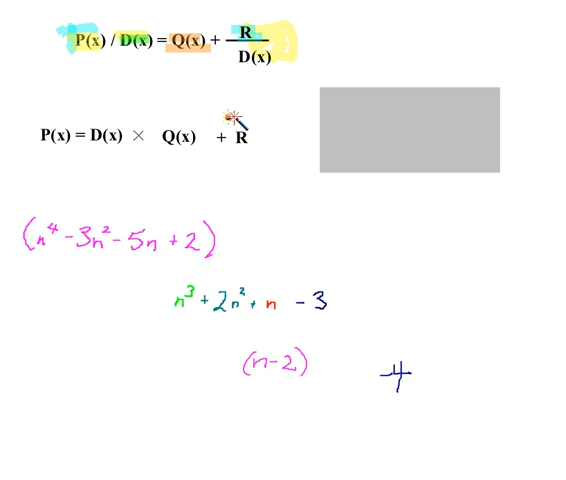 P(x) / D(x) = Q(x) + R / D(x)
P(x) = D(x) × Q(x) + R
(n⁴ - 3n² - 5n + 2)
n³ + 2n² + n - 3
(n - 2)
-4